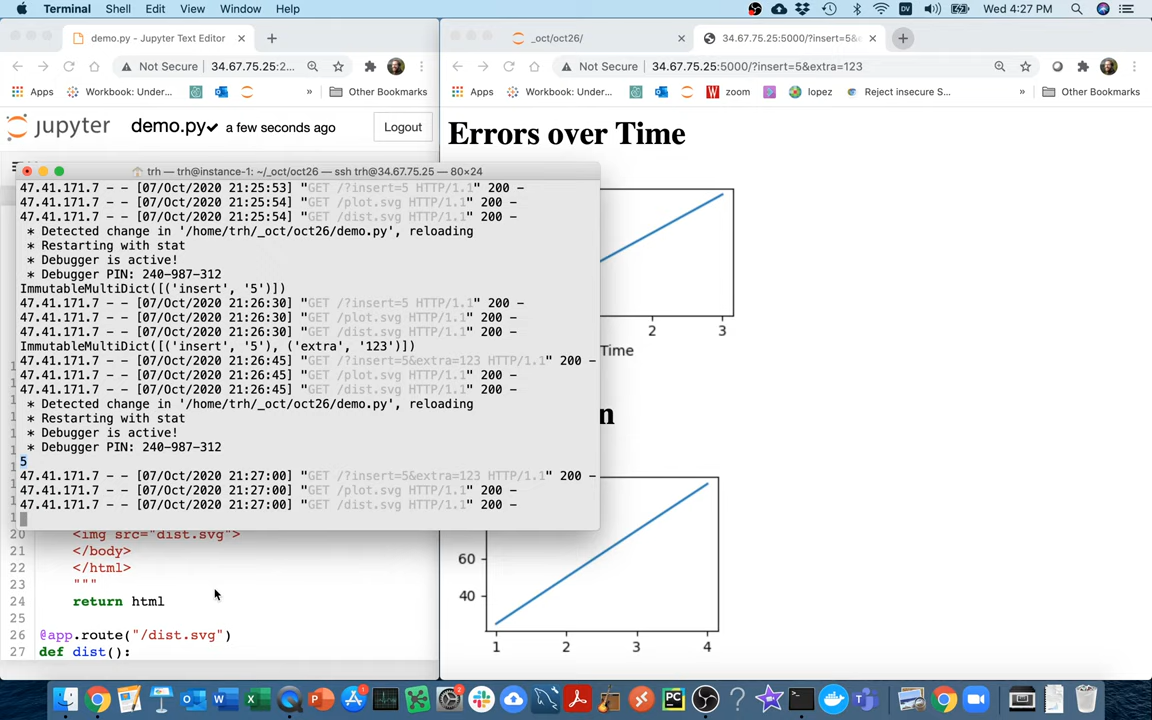 Terminal Shell Edit View Window Help Wed 4:27 PM
demo.py - Jupyter Text Editor
_oct/oct26/
34.67.75.25:5000/?insert=5&
Not Secure 34.67.75.25:2...
Not Secure 34.67.75.25:5000/?insert=5&extra=123
Apps Workbook: Under... » Other Bookmarks
Apps Workbook: Under... zoom lopez Reject insecure S... » Other Bookmarks
jupyter demo.py✔ a few seconds ago Logout
Errors over Time
trh — trh@instance-1: ~/_oct/oct26 — ssh trh@34.67.75.25 — 80×24
47.41.171.7 - - [07/Oct/2020 21:25:53] "GET /?insert=5 HTTP/1.1" 200 -
47.41.171.7 - - [07/Oct/2020 21:25:54] "GET /plot.svg HTTP/1.1" 200 -
47.41.171.7 - - [07/Oct/2020 21:25:54] "GET /dist.svg HTTP/1.1" 200 -
* Detected change in '/home/trh/_oct/oct26/demo.py', reloading
* Restarting with stat
* Debugger is active!
* Debugger PIN: 240-987-312
ImmutableMultiDict([('insert', '5')])
47.41.171.7 - - [07/Oct/2020 21:26:30] "GET /?insert=5 HTTP/1.1" 200 -
47.41.171.7 - - [07/Oct/2020 21:26:30] "GET /plot.svg HTTP/1.1" 200 -
47.41.171.7 - - [07/Oct/2020 21:26:30] "GET /dist.svg HTTP/1.1" 200 -
ImmutableMultiDict([('insert', '5'), ('extra', '123')])
47.41.171.7 - - [07/Oct/2020 21:26:45] "GET /?insert=5&extra=123 HTTP/1.1" 200 -
47.41.171.7 - - [07/Oct/2020 21:26:45] "GET /plot.svg HTTP/1.1" 200 -
47.41.171.7 - - [07/Oct/2020 21:26:45] "GET /dist.svg HTTP/1.1" 200 -
* Detected change in '/home/trh/_oct/oct26/demo.py', reloading
* Restarting with stat
* Debugger is active!
* Debugger PIN: 240-987-312
5
47.41.171.7 - - [07/Oct/2020 21:27:00] "GET /?insert=5&extra=123 HTTP/1.1" 200 -
47.41.171.7 - - [07/Oct/2020 21:27:00] "GET /plot.svg HTTP/1.1" 200 -
47.41.171.7 - - [07/Oct/2020 21:27:00] "GET /dist.svg HTTP/1.1" 200 -
2 3
Time
n
60
40
1 2 3 4
20 <img src="dist.svg">
21 </body>
22 </html>
23 """
24 return html
25
26 @app.route("/dist.svg")
27 def dist():